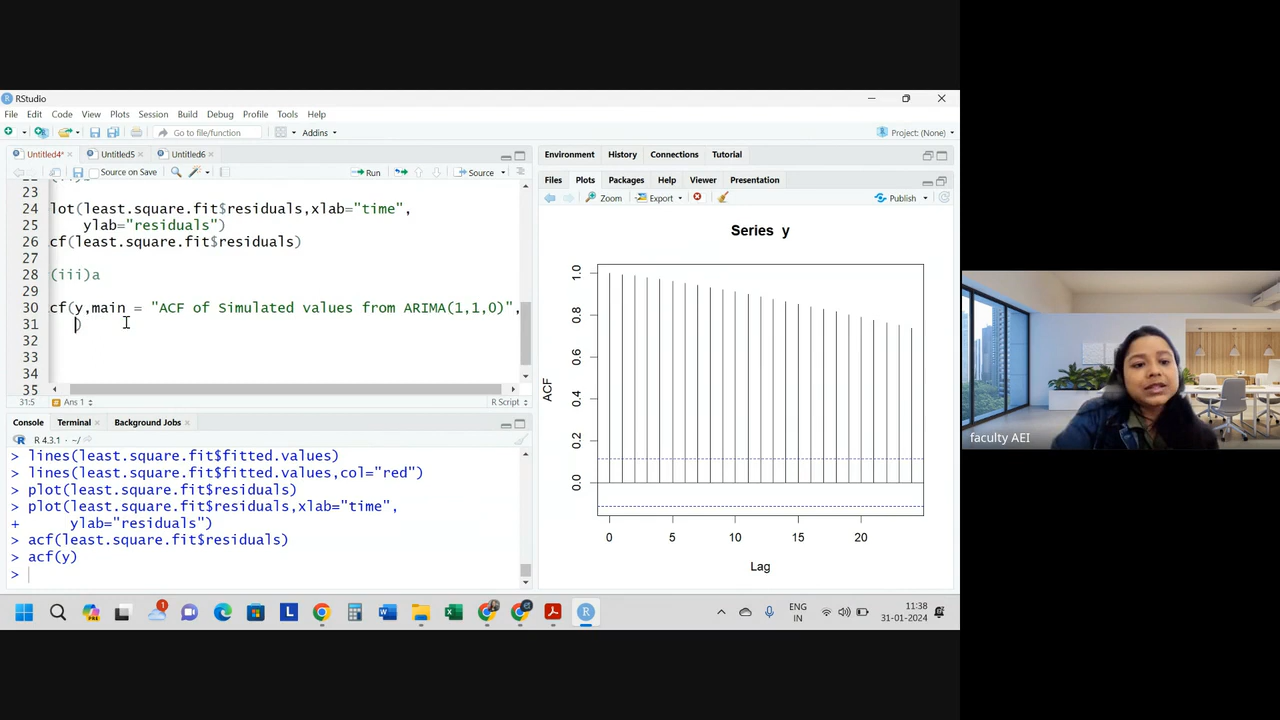 RStudio
File Edit Code View Plots Session Build Debug Profile Tools Help
Go to file/function Addins Project: (None)
Untitled4* Untitled5 Untitled6
Source on Save Run Source
23
24 lot(least.square.fit$residuals,xlab="time",
25 ylab="residuals")
26 cf(least.square.fit$residuals)
27
28 (iii)a
29
30 cf(y,main = "ACF of Simulated values from ARIMA(1,1,0)",
31 )
32
33
34
35
31:5 Ans 1 R Script
Console Terminal Background Jobs
R 4.3.1 · ~/
> lines(least.square.fit$fitted.values)
> lines(least.square.fit$fitted.values,col="red")
> plot(least.square.fit$residuals)
> plot(least.square.fit$residuals,xlab="time",
+ ylab="residuals")
> acf(least.square.fit$residuals)
> acf(y)
>
Environment History Connections Tutorial
Files Plots Packages Help Viewer Presentation
Zoom Export Publish
Series y
ACF
1.0
0.8
0.6
0.4
0.2
0.0
0 5 10 15 20
Lag
faculty AEI
ENG
IN
11:38
31-01-2024